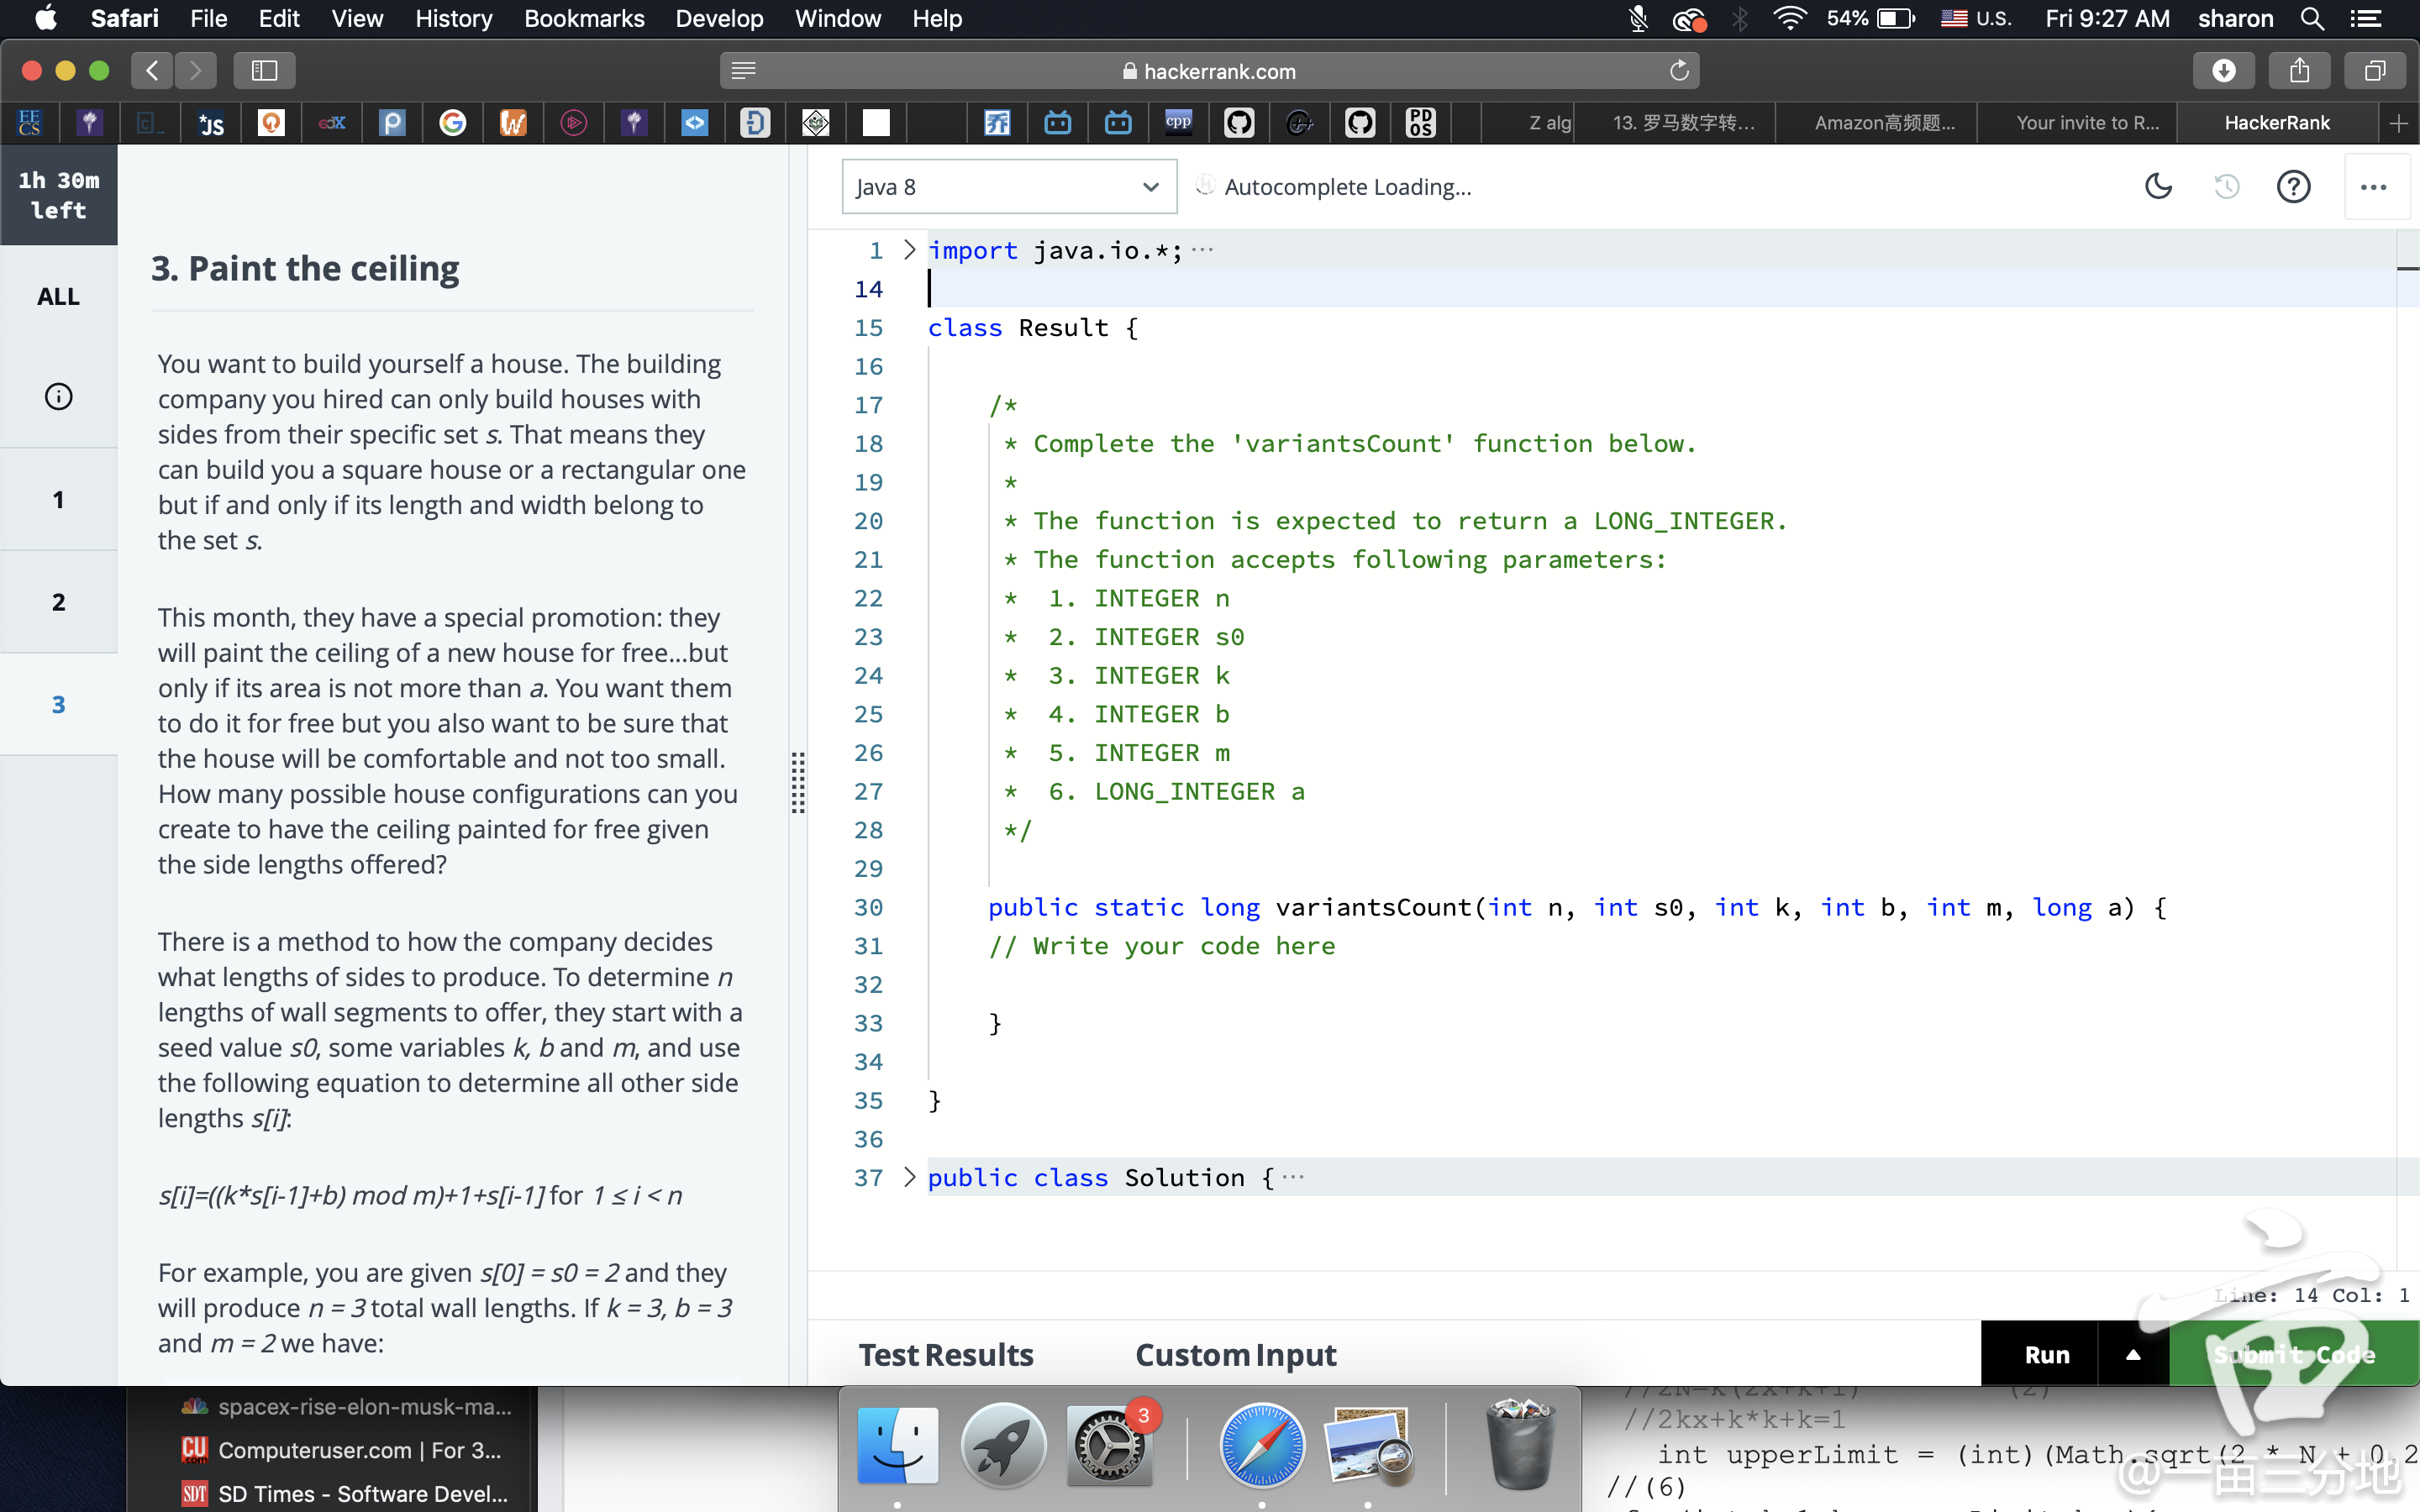 Safari File Edit View History Bookmarks Develop Window Help
54% U.S. Fri 9:27 AM sharon
hackerrank.com
EE
CS
*JS
edX
cpp
PD
OS
Z alg
13. 罗马数字转...
Amazon高频题...
Your invite to R...
HackerRank
1h 30m
left
ALL
1
2
3
3. Paint the ceiling
You want to build yourself a house. The building
company you hired can only build houses with
sides from their specific set s. That means they
can build you a square house or a rectangular one
but if and only if its length and width belong to
the set s.
This month, they have a special promotion: they
will paint the ceiling of a new house for free...but
only if its area is not more than a. You want them
to do it for free but you also want to be sure that
the house will be comfortable and not too small.
How many possible house configurations can you
create to have the ceiling painted for free given
the side lengths offered?
There is a method to how the company decides
what lengths of sides to produce. To determine n
lengths of wall segments to offer, they start with a
seed value s0, some variables k, b and m, and use
the following equation to determine all other side
lengths s[i]:
s[i]=((k*s[i-1]+b) mod m)+1+s[i-1] for 1 ≤ i < n
For example, you are given s[0] = s0 = 2 and they
will produce n = 3 total wall lengths. If k = 3, b = 3
and m = 2 we have:
Java 8
Autocomplete Loading...
1 import java.io.*; ...
14
15 class Result {
16
17 /*
18 * Complete the 'variantsCount' function below.
19 *
20 * The function is expected to return a LONG_INTEGER.
21 * The function accepts following parameters:
22 * 1. INTEGER n
23 * 2. INTEGER s0
24 * 3. INTEGER k
25 * 4. INTEGER b
26 * 5. INTEGER m
27 * 6. LONG_INTEGER a
28 */
29
30 public static long variantsCount(int n, int s0, int k, int b, int m, long a) {
31 // Write your code here
32
33 }
34
35 }
36
37 public class Solution { ...
Line: 14 Col: 1
Test Results Custom Input
Run
Submit Code
spacex-rise-elon-musk-ma...
CU Computeruser.com | For 3...
SDT SD Times - Software Devel...
3
//2N=k(2x+k+1) (2)
//2kx+k*k+k=1
int upperLimit = (int)(Math.sqrt(2 * N + 0.2
//(6)
@一亩三分地